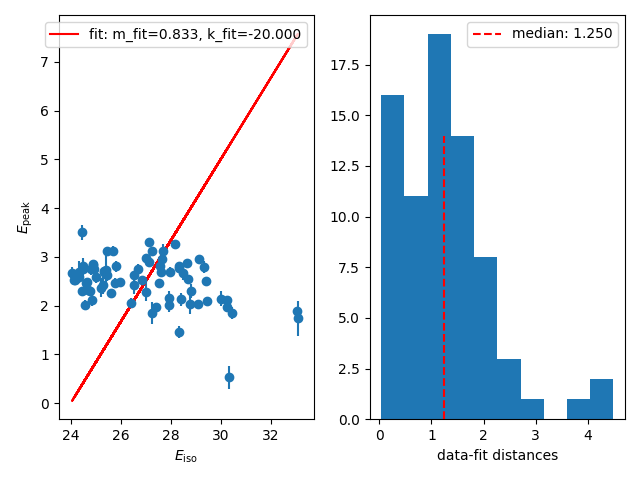 fit: m_fit=0.833, k_fit=-20.000
E_peak
7
6
5
4
3
2
1
0
24 26 28 30 32
E_iso
median: 1.250
17.5
15.0
12.5
10.0
7.5
5.0
2.5
0.0
0 1 2 3 4
data-fit distances